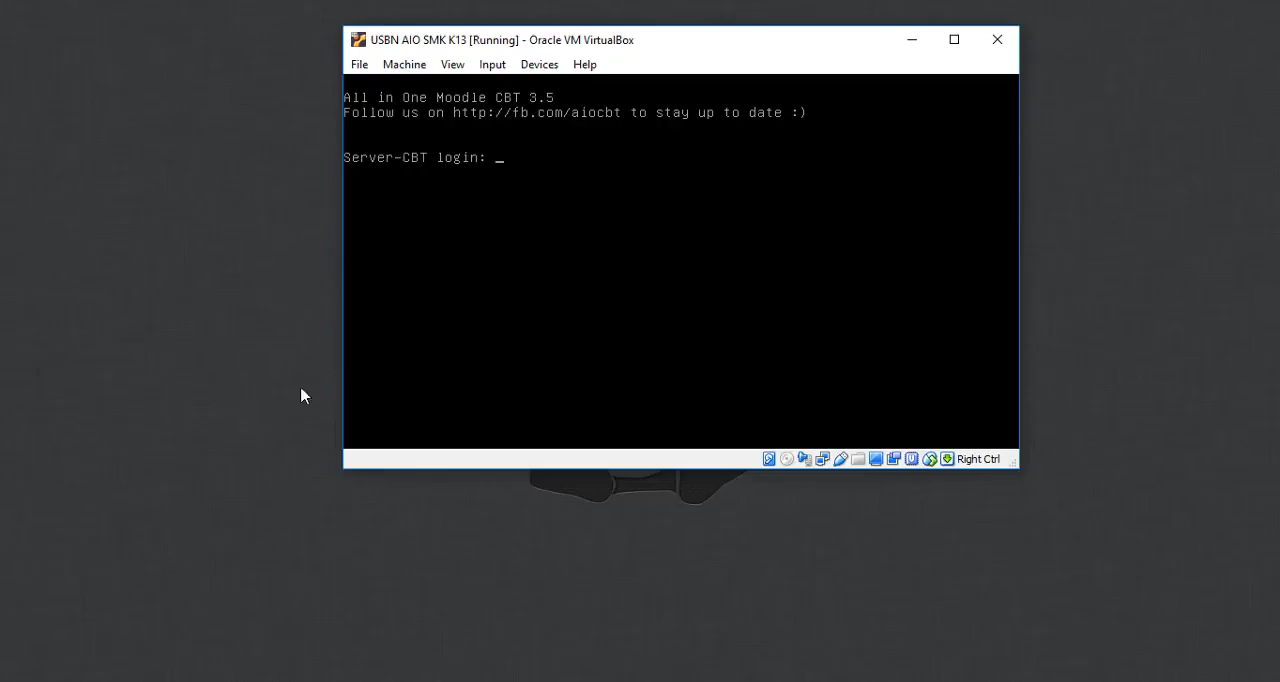 USBN AIO SMK K13 [Running] - Oracle VM VirtualBox
File Machine View Input Devices Help
All in One Moodle CBT 3.5
Follow us on http://fb.com/aiocbt to stay up to date :)
Server-CBT login: _
Right Ctrl